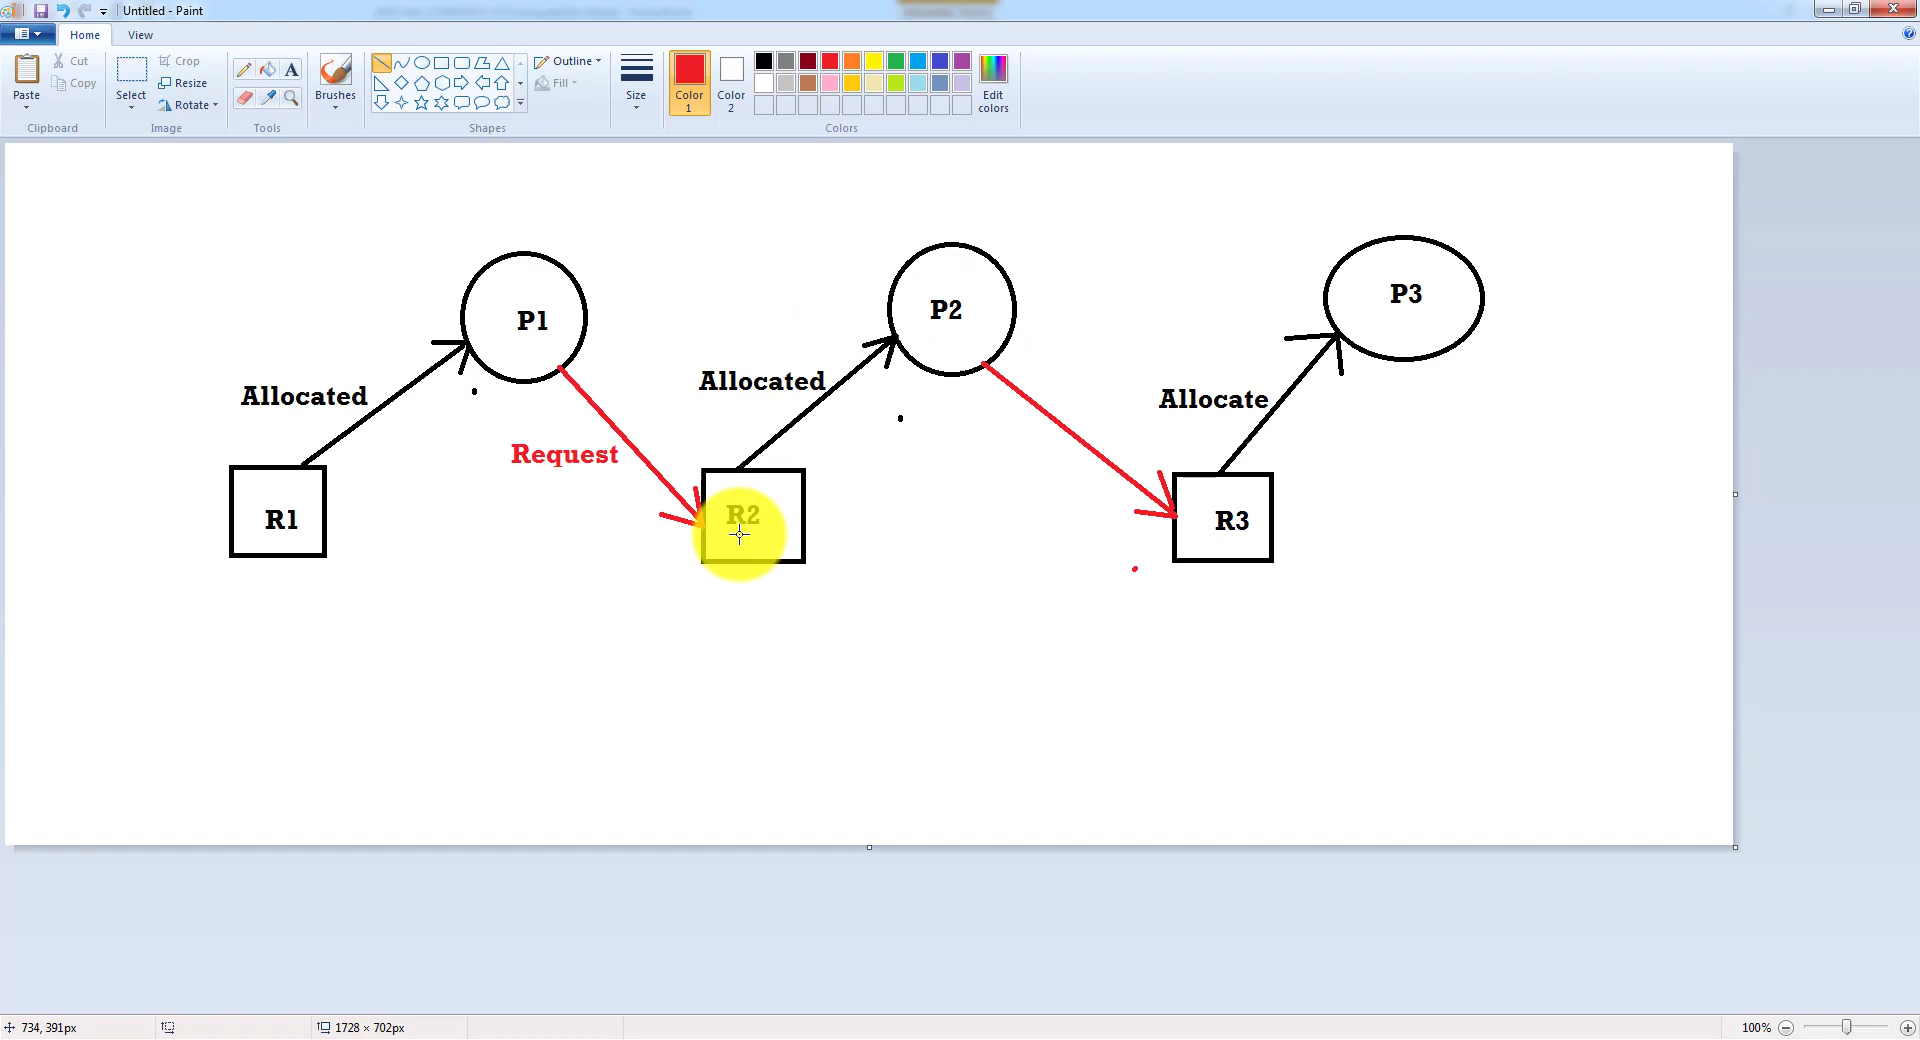 Untitled - Paint
Home
View
Paste
Cut
Copy
Clipboard
Select
Crop
Resize
Rotate
Image
A
Tools
Brushes
Shapes
Outline
Fill
Size
Color
1
Color
2
Edit
colors
Colors
P1
P2
P3
Allocated
Allocated
Allocate
Request
R1
R2
R3
734, 391px
1728 × 702px
100%